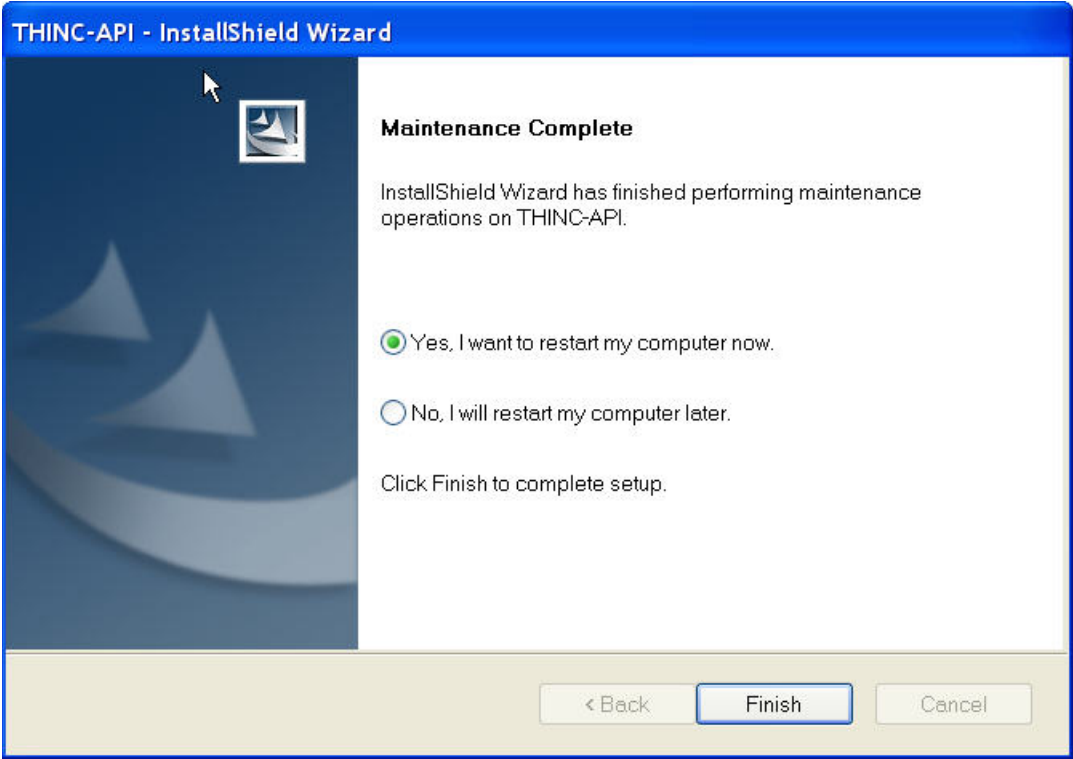 THINC-API - InstallShield Wizard
Maintenance Complete
InstallShield Wizard has finished performing maintenance
operations on THINC-API.
Yes, I want to restart my computer now.
No, I will restart my computer later.
Click Finish to complete setup.
< Back Finish Cancel